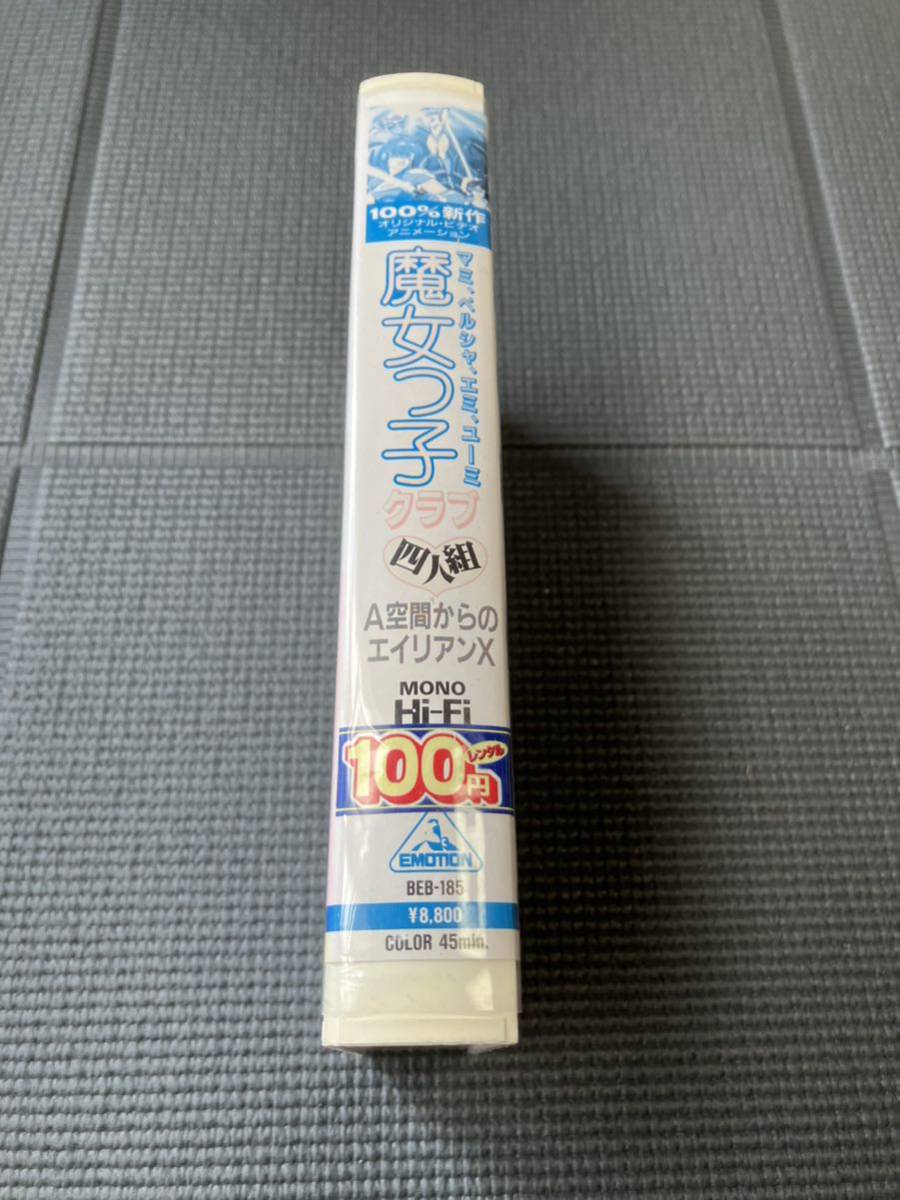 100%新作
オリジナル・ビデオ
アニメーション
マミ、ペルシャ、エミ、ユーミ
魔女っ子
クラブ
四人組
A空間からの
エイリアンX
MONO
Hi-Fi
100円
レンタル
EMOTION
BEB-185
¥8,800
COLOR 45min.